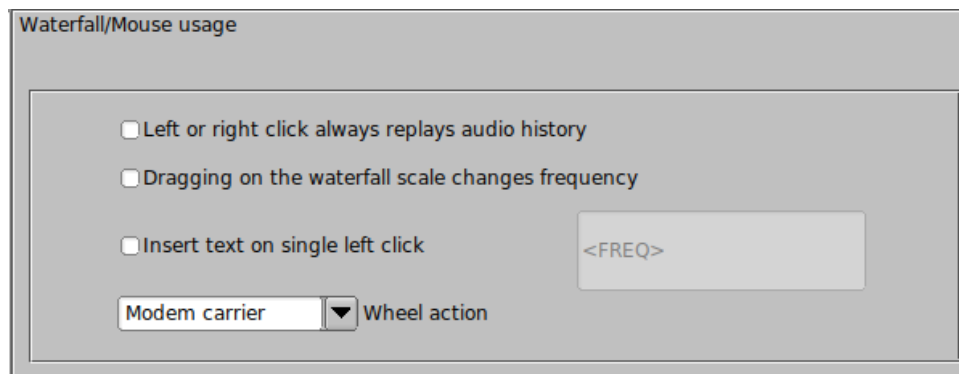 Waterfall/Mouse usage
Left or right click always replays audio history
Dragging on the waterfall scale changes frequency
Insert text on single left click
<FREQ>
Modem carrier Wheel action